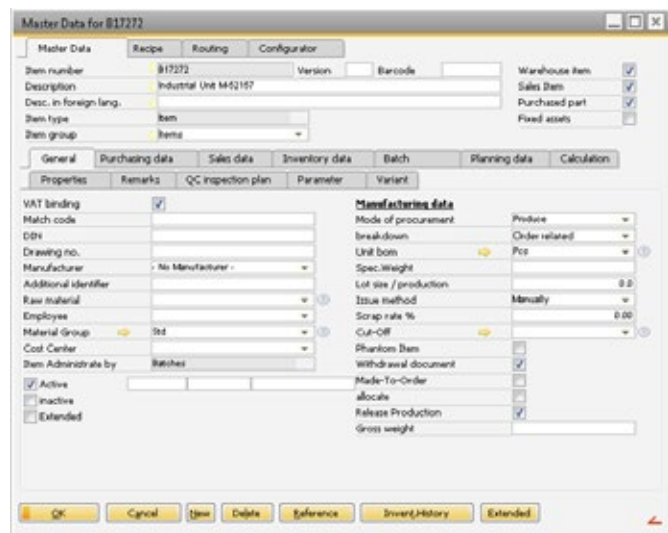 Master Data for B17272
Master Data Recipe Routing Configurator
Item number B17272 Version Barcode Warehouse item
Description Industrial Unit M-52167 Sales Item
Desc. in foreign lang. Purchased part
Item type Item Fixed assets
Item group Items
General Purchasing data Sales data Inventory data Batch Planning data Calculation
Properties Remarks QC inspection plan Parameter Variant
VAT binding Manufacturing data
Match code Mode of procurement Produce
DIN breakdown Order related
Drawing no. Unit bom Pcs
Manufacturer - No Manufacturer - Spec.Weight
Additional identifier Lot size / production 0.0
Raw material Issue method Manually
Employee Scrap rate % 0.00
Material Group Std Cut-Off
Cost Center Phantom Item
Item Administrate by Batches Withdrawal document
Active Made-To-Order
inactive allocate
Extended Release Production
Gross weight
OK Cancel New Delete Reference Invent.History Extended